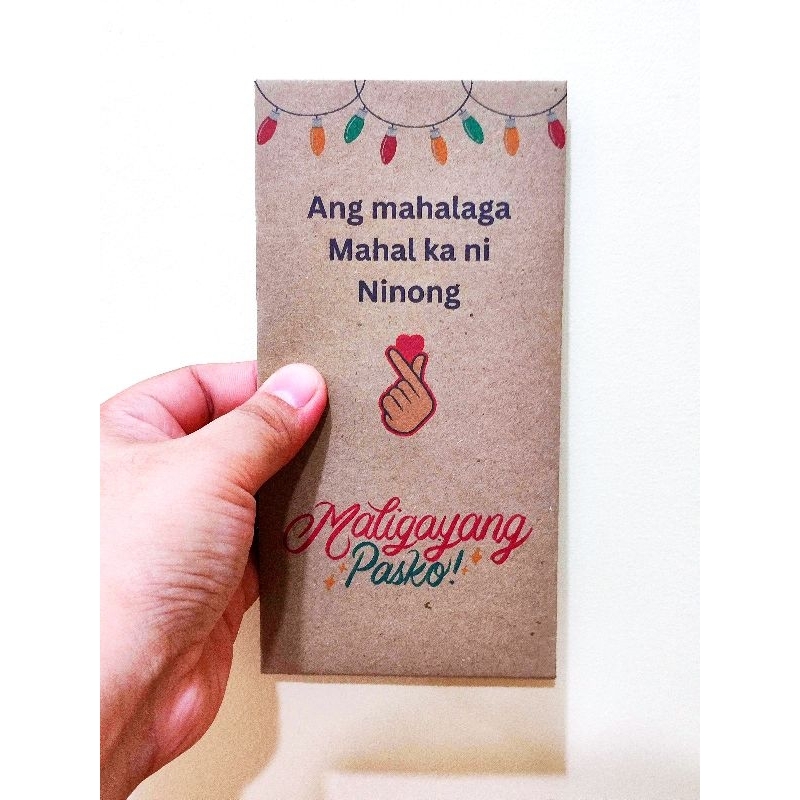 Ang mahalaga
Mahal ka ni
Ninong
Maligayang
Pasko!